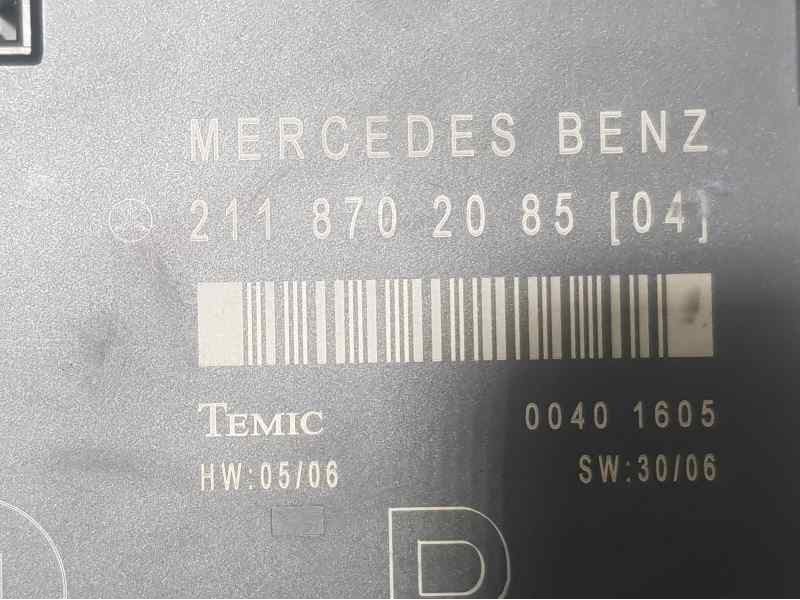 MERCEDES BENZ
211 870 20 85 [04]
TEMIC 0040 1605
HW:05/06 SW:30/06
D